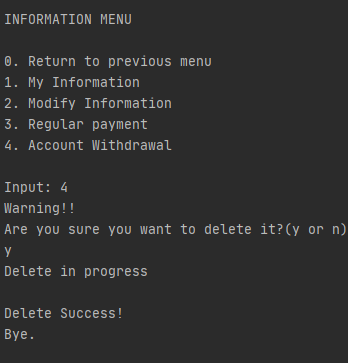 INFORMATION MENU
0. Return to previous menu
1. My Information
2. Modify Information
3. Regular payment
4. Account Withdrawal
Input: 4
Warning!!
Are you sure you want to delete it?(y or n)
y
Delete in progress
Delete Success!
Bye.